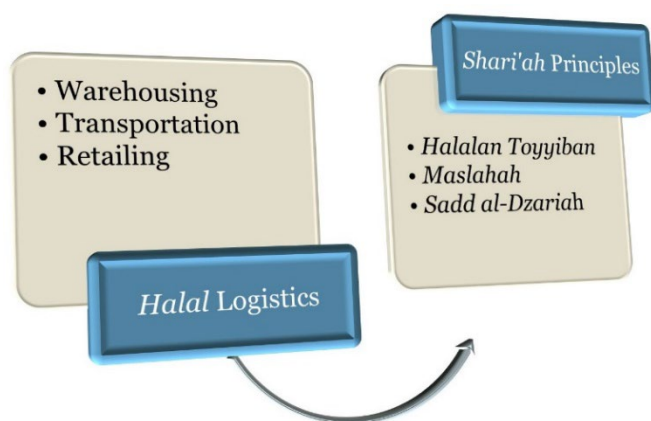 • Warehousing
• Transportation
• Retailing
Halal Logistics
Shari'ah Principles
• Halalan Toyyiban
• Maslahah
• Sadd al-Dzariah